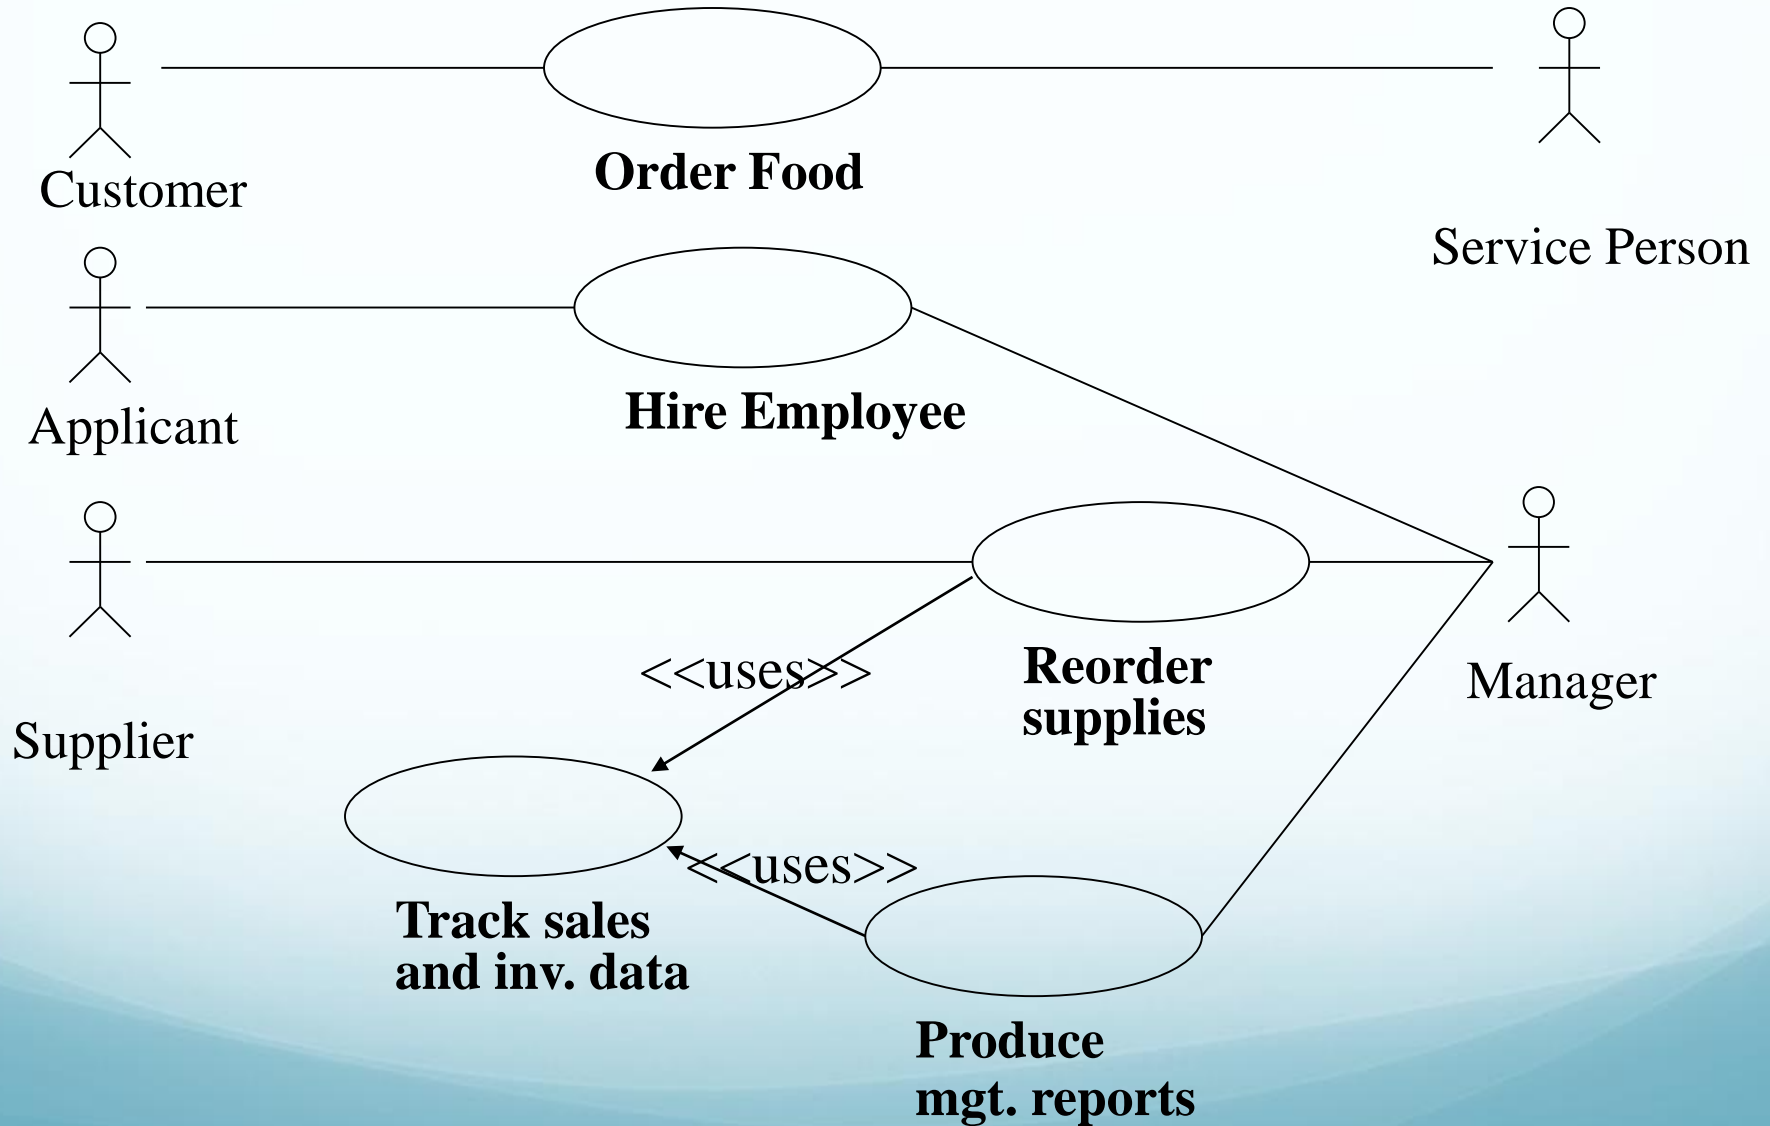 Order Food
Customer
Service Person
Hire Employee
Applicant
<<uses>>
Reorder
supplies
Manager
Supplier
<<uses>>
Track sales
and inv. data
Produce
mgt. reports